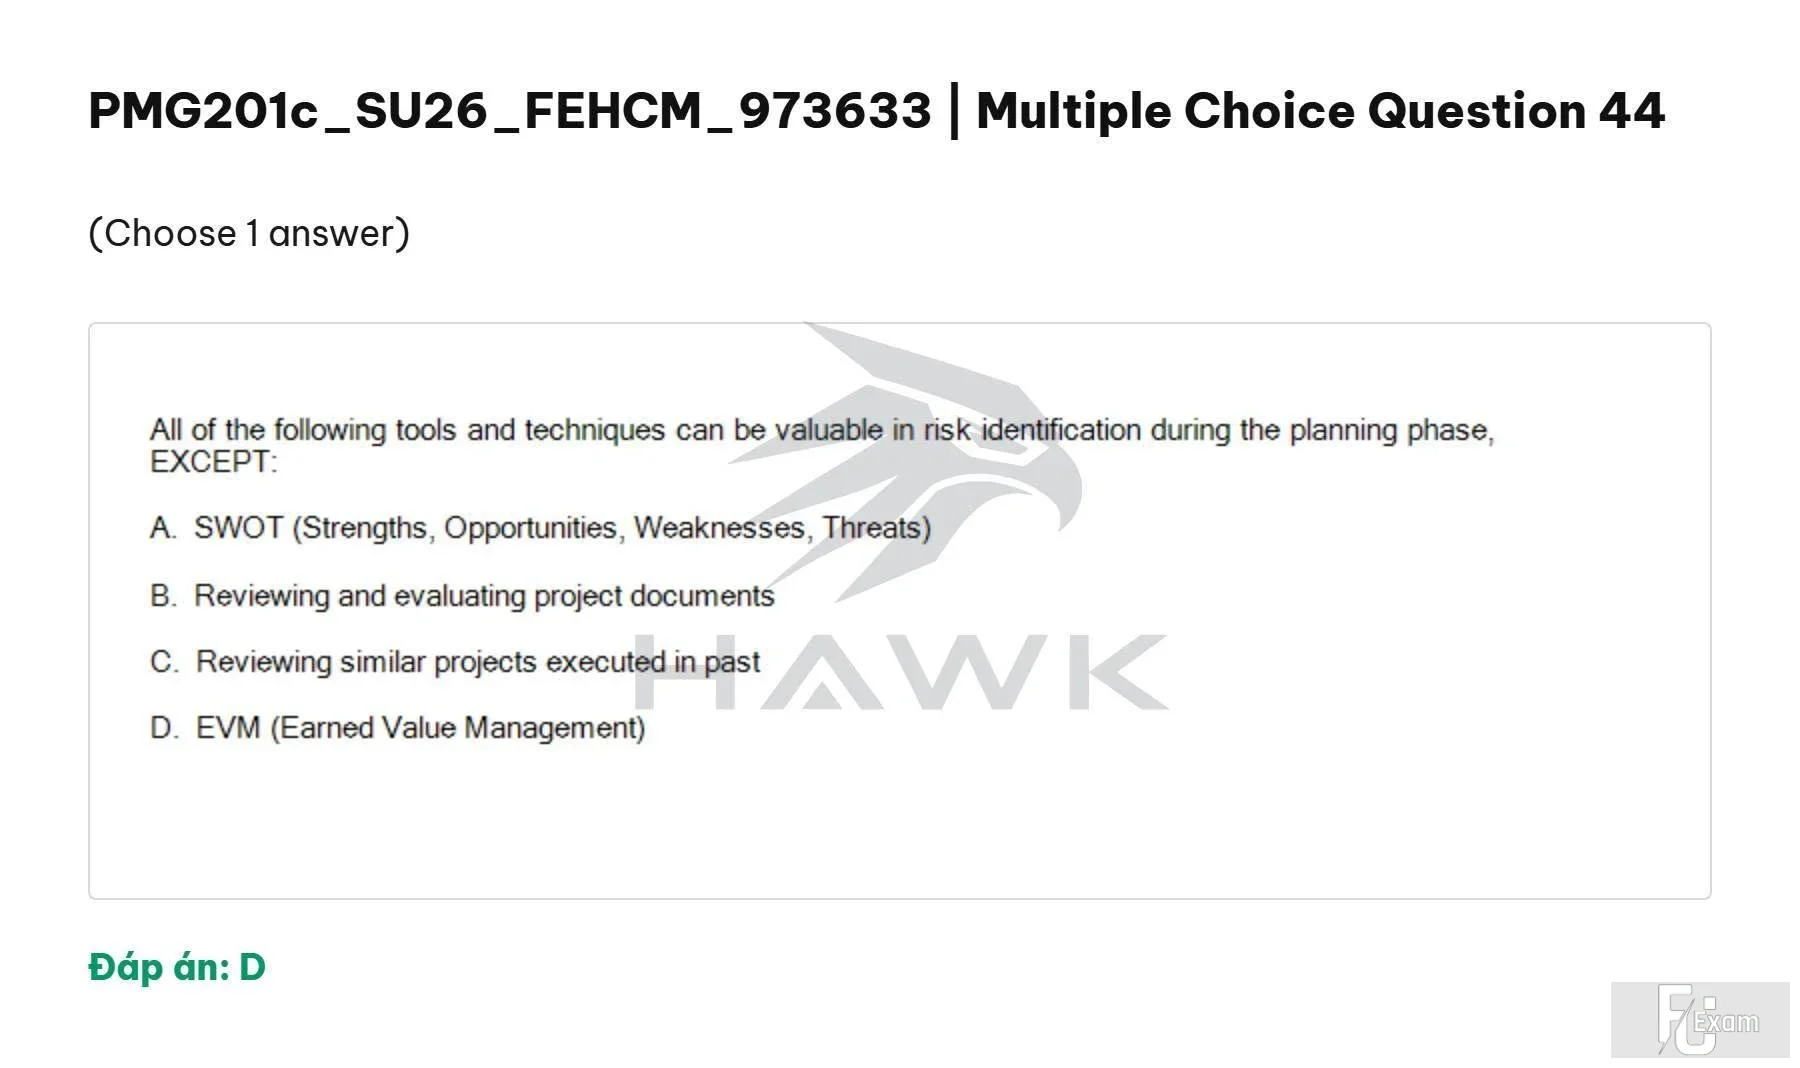 PMG201c_SU26_FEHCM_973633 | Multiple Choice Question 44
(Choose 1 answer)
All of the following tools and techniques can be valuable in risk identification during the planning phase,
EXCEPT:
A. SWOT (Strengths, Opportunities, Weaknesses, Threats)
B. Reviewing and evaluating project documents
C. Reviewing similar projects executed in past
D. EVM (Earned Value Management)
HAWK
Đáp án: D
FU Exam